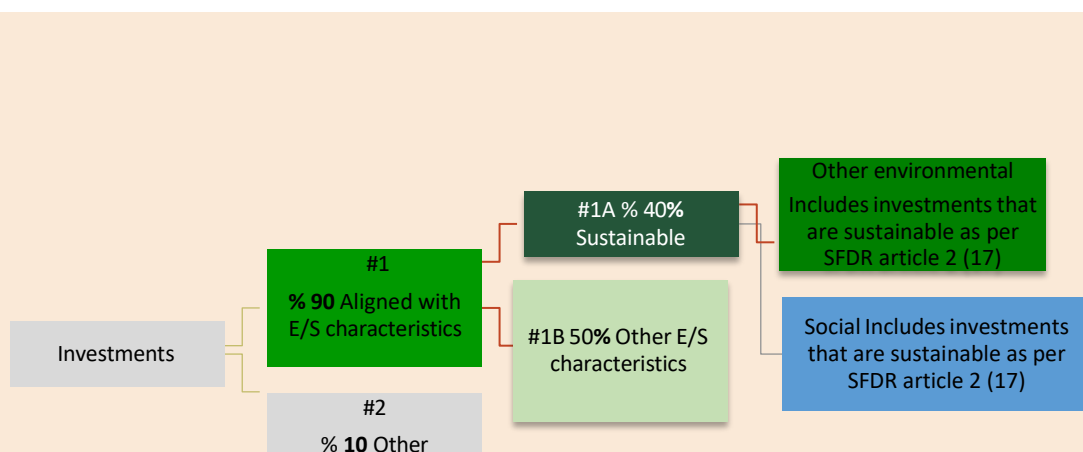 Investments
#1
% 90 Aligned with
E/S characteristics
#2
% 10 Other
#1A % 40%
Sustainable
#1B 50% Other E/S
characteristics
Other environmental
Includes investments that
are sustainable as per
SFDR article 2 (17)
Social Includes investments
that are sustainable as per
SFDR article 2 (17)